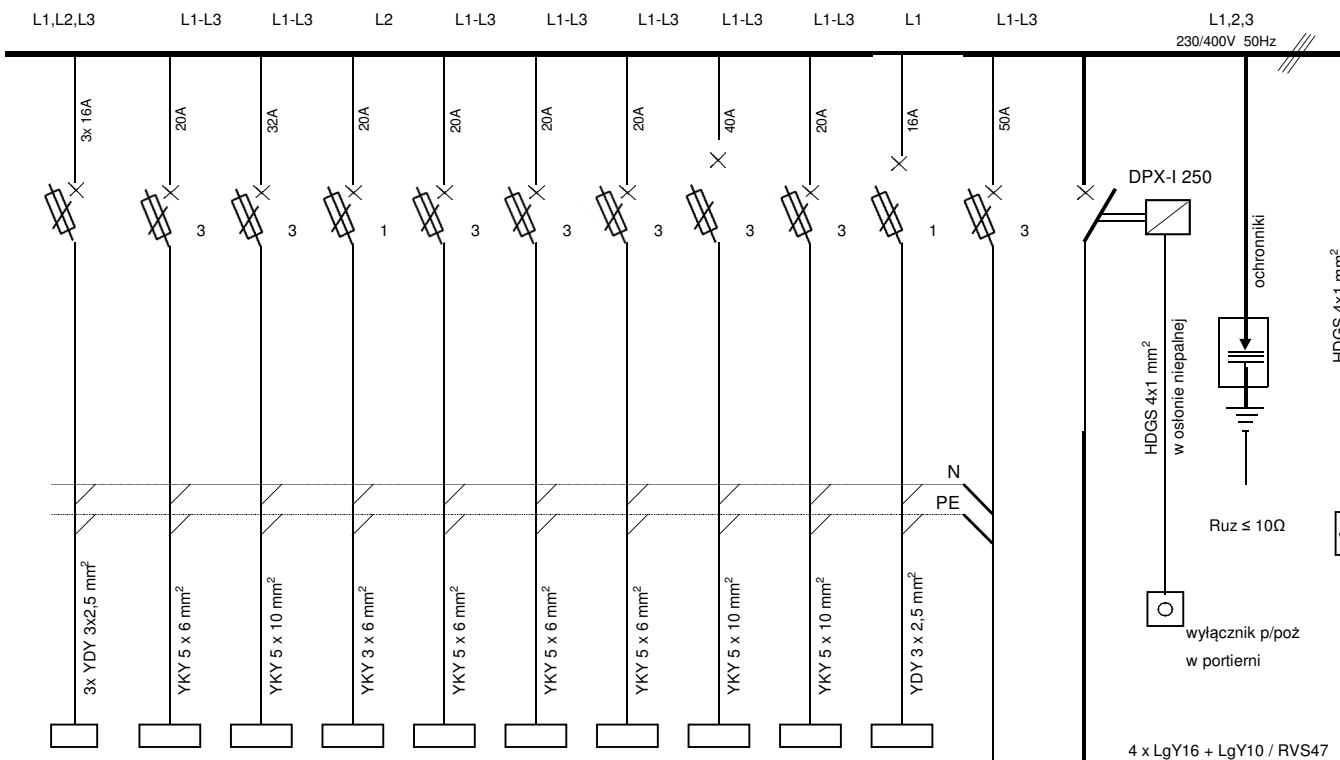 L1,L2,L3 L1-L3 L1-L3 L2 L1-L3 L1-L3 L1-L3 L1-L3 L1-L3 L1 L1-L3 L1,2,3
230/400V 50Hz
3x 16A 20A 32A 20A 20A 20A 20A 40A 20A 16A 50A
DPX-I 250
3 3 1 3 3 3 3 3 1 3
ochronniki
HDGS 4x1 mm²
HDGS 4x1 mm²
w osłonie niepalnej
N
PE
Ruz ≤ 10Ω
3x YDY 3x2,5 mm²
YKY 5 x 6 mm²
YKY 5 x 10 mm²
YKY 3 x 6 mm²
YKY 5 x 6 mm²
YKY 5 x 6 mm²
YKY 5 x 6 mm²
YKY 5 x 10 mm²
YKY 5 x 10 mm²
YDY 3 x 2,5 mm²
wyłącznik p/poż
w portierni
4 x LgY16 + LgY10 / RVS47